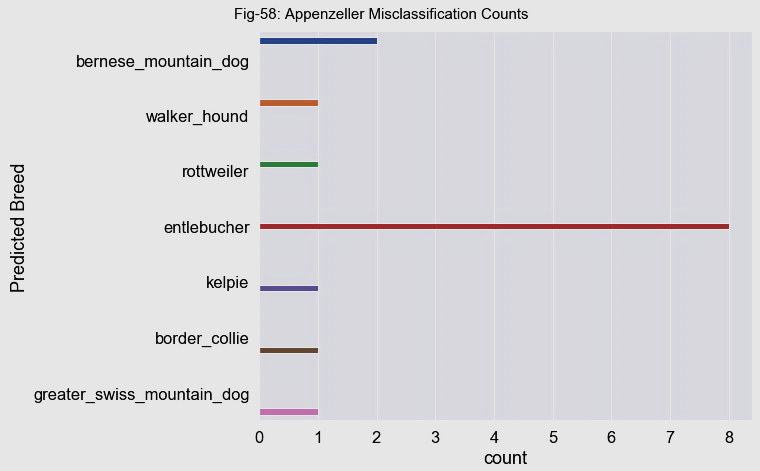 Fig-58: Appenzeller Misclassification Counts
Predicted Breed
bernese_mountain_dog
walker_hound
rottweiler
entlebucher
kelpie
border_collie
greater_swiss_mountain_dog
0 1 2 3 4 5 6 7 8
count